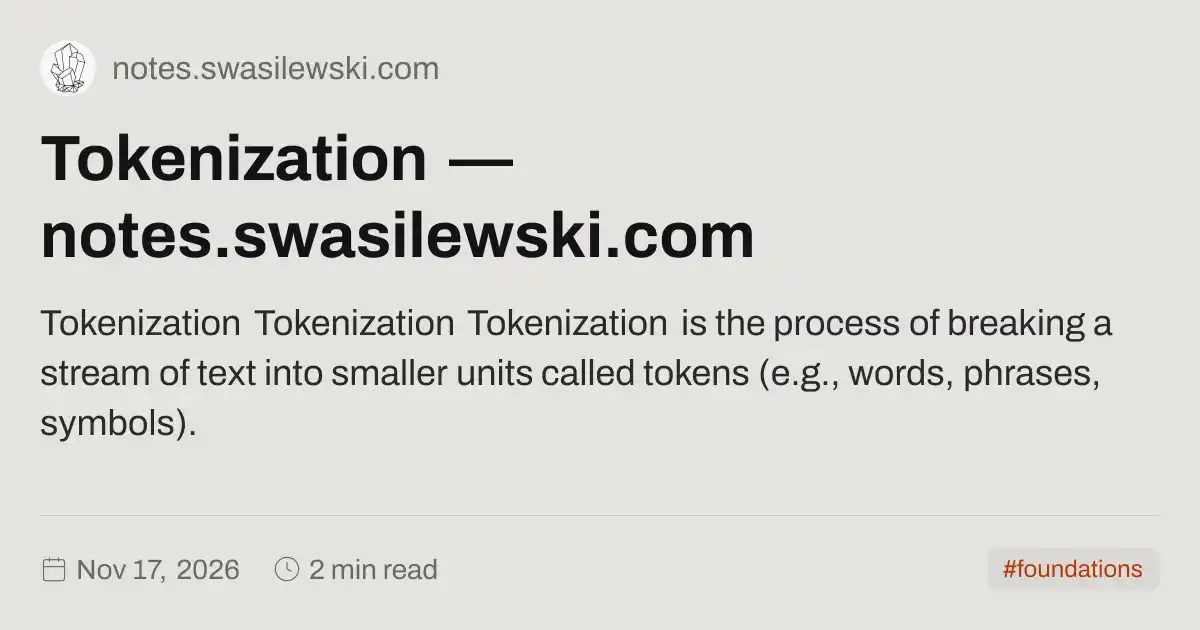 notes.swasilewski.com
Tokenization —
notes.swasilewski.com
Tokenization Tokenization Tokenization is the process of breaking a
stream of text into smaller units called tokens (e.g., words, phrases,
symbols).
Nov 17, 2026 2 min read #foundations